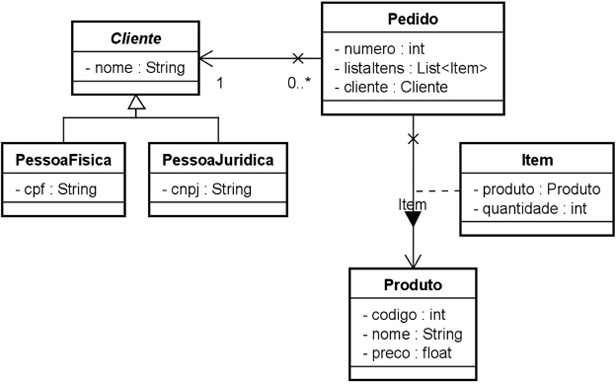 Cliente
- nome : String
1
0..*
Pedido
- numero : int
- listaItens : List<Item>
- cliente : Cliente
PessoaFisica
- cpf : String
PessoaJuridica
- cnpj : String
Item
- produto : Produto
- quantidade : int
Item
Produto
- codigo : int
- nome : String
- preco : float